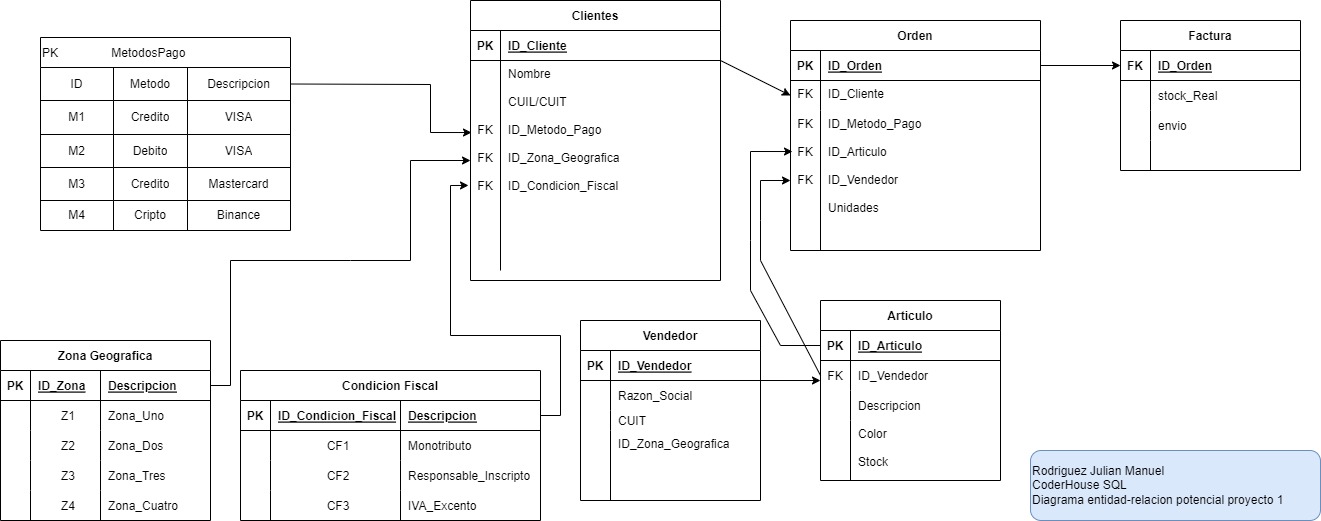 PK MetodosPago
ID Metodo Descripcion
M1 Credito VISA
M2 Debito VISA
M3 Credito Mastercard
M4 Cripto Binance
Clientes
PK ID_Cliente
Nombre
CUIL/CUIT
FK ID_Metodo_Pago
FK ID_Zona_Geografica
FK ID_Condicion_Fiscal
Orden
PK ID_Orden
FK ID_Cliente
FK ID_Metodo_Pago
FK ID_Articulo
FK ID_Vendedor
Unidades
Factura
FK ID_Orden
stock_Real
envio
Zona Geografica
PK ID_Zona Descripcion
Z1 Zona_Uno
Z2 Zona_Dos
Z3 Zona_Tres
Z4 Zona_Cuatro
Condicion Fiscal
PK ID_Condicion_Fiscal Descripcion
CF1 Monotributo
CF2 Responsable_Inscripto
CF3 IVA_Excento
Vendedor
PK ID_Vendedor
Razon_Social
CUIT
ID_Zona_Geografica
Articulo
PK ID_Articulo
FK ID_Vendedor
Descripcion
Color
Stock
Rodriguez Julian Manuel
CoderHouse SQL
Diagrama entidad-relacion potencial proyecto 1